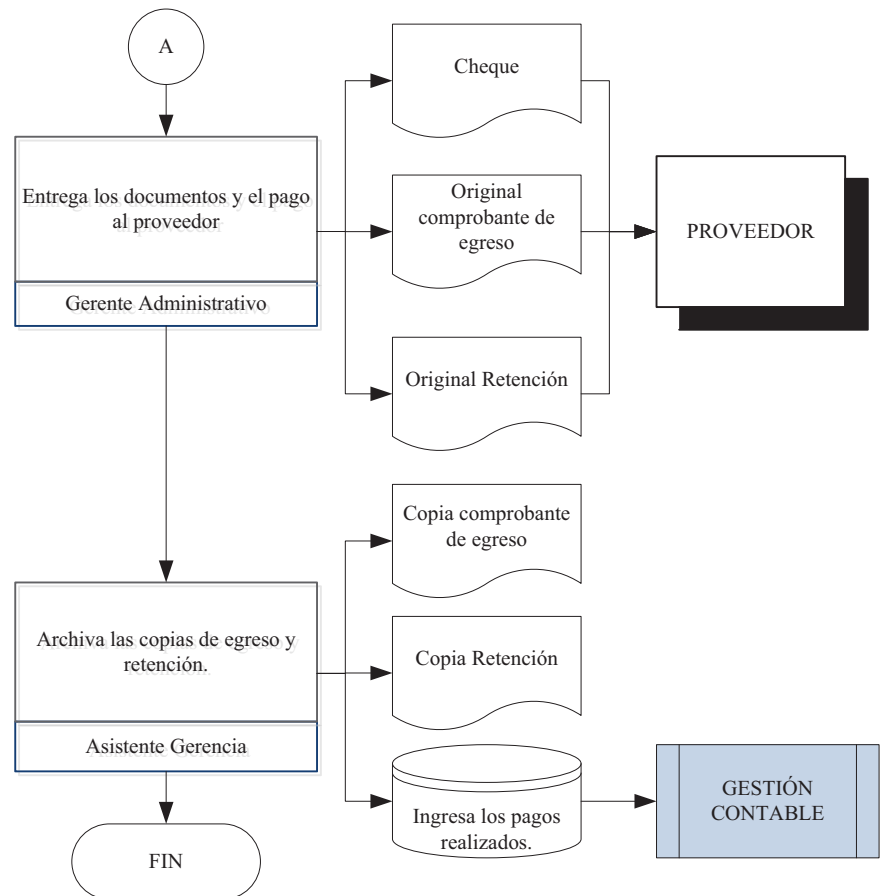 A
Cheque
Entrega los documentos y el pago
al proveedor
Gerente Administrativo
Original
comprobante de
egreso
PROVEEDOR
Original Retención
Copia comprobante
de egreso
Archiva las copias de egreso y
retención.
Asistente Gerencia
Copia Retención
Ingresa los pagos
realizados.
GESTIÓN
CONTABLE
FIN